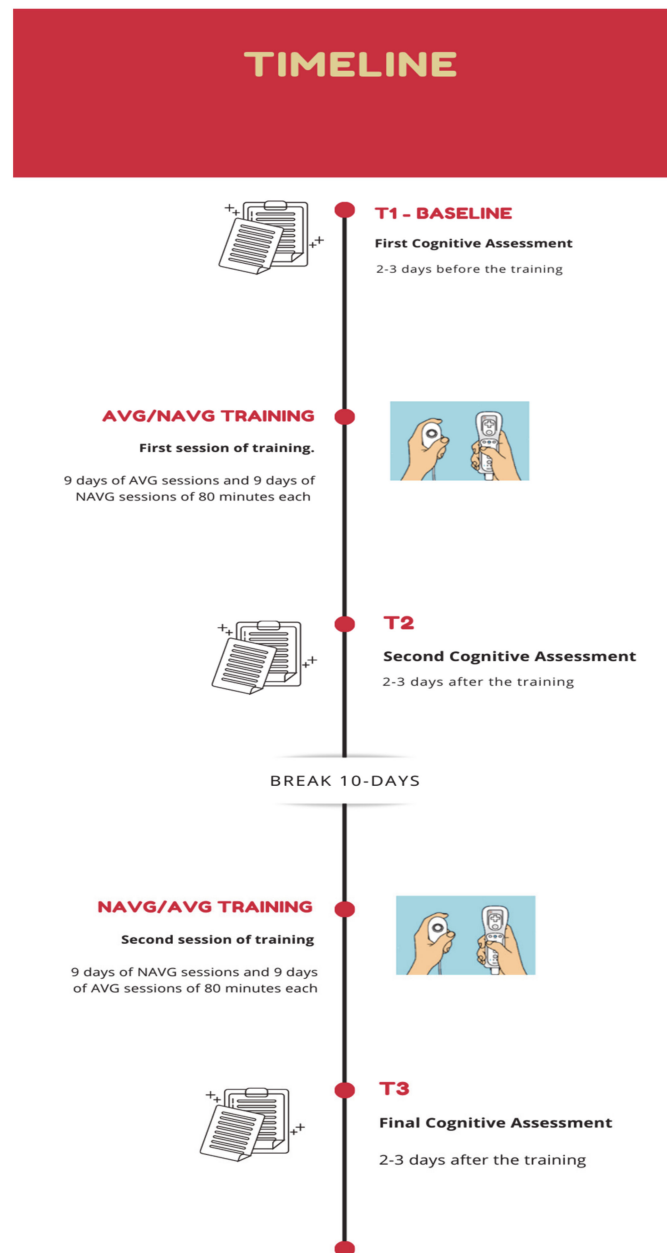 TIMELINE
T1 - BASELINE
First Cognitive Assessment
2-3 days before the training
AVG/NAVG TRAINING
First session of training.
9 days of AVG sessions and 9 days of
NAVG sessions of 80 minutes each
T2
Second Cognitive Assessment
2-3 days after the training
BREAK 10-DAYS
NAVG/AVG TRAINING
Second session of training
9 days of NAVG sessions and 9 days
of AVG sessions of 80 minutes each
T3
Final Cognitive Assessment
2-3 days after the training